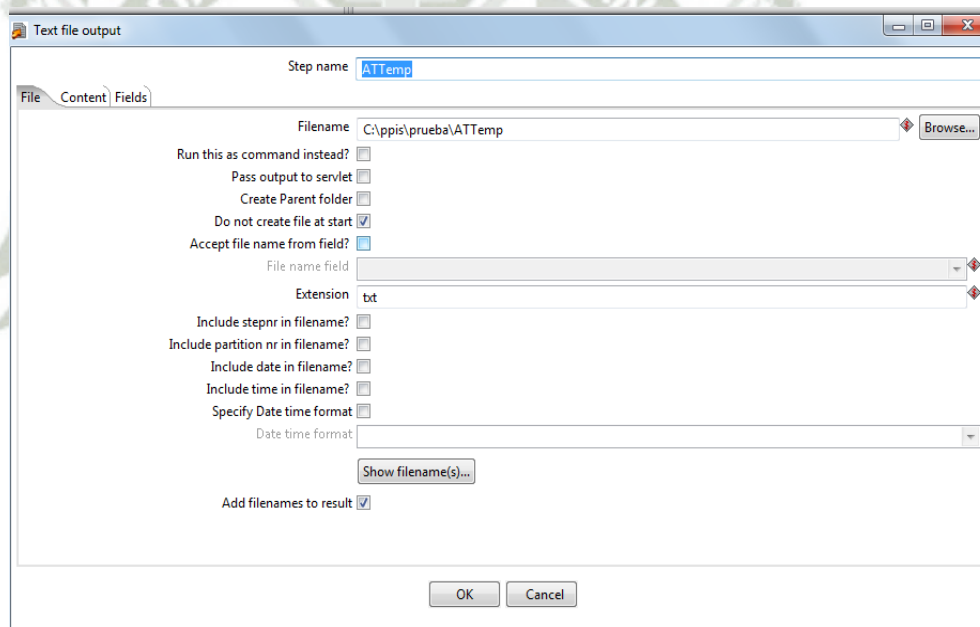 Text file output
Step name ATTemp
File Content Fields
Filename C:\ppis\prueba\ATTemp Browse...
Run this as command instead?
Pass output to servlet
Create Parent folder
Do not create file at start
Accept file name from field?
File name field
Extension txt
Include stepnr in filename?
Include partition nr in filename?
Include date in filename?
Include time in filename?
Specify Date time format
Date time format
Show filename(s)...
Add filenames to result
OK Cancel